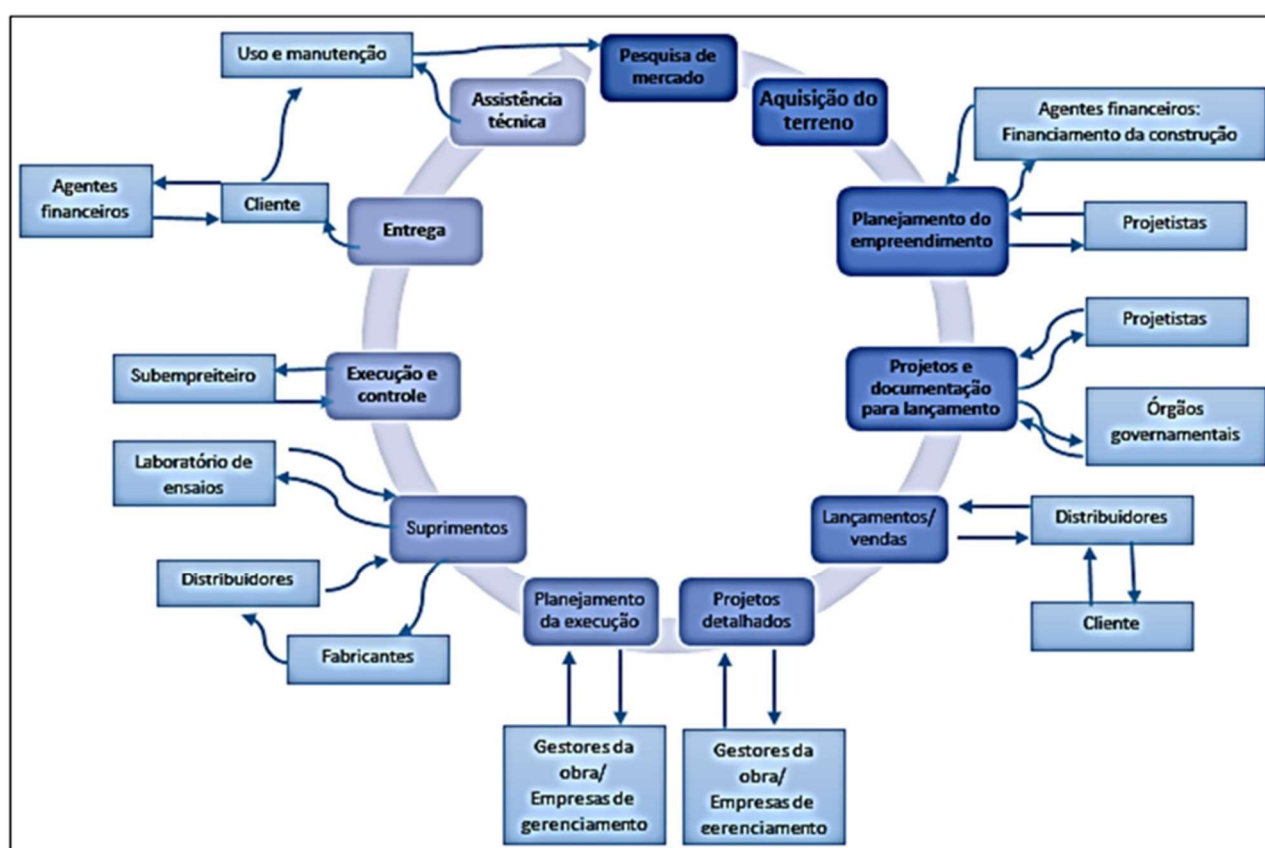 Uso e manutenção
Pesquisa de
mercado
Assistência
técnica
Aquisição do
terreno
Agentes financeiros:
Financiamento da construção
Agentes
financeiros
Cliente
Entrega
Planejamento do
empreendimento
Projetistas
Projetistas
Subempreiteiro
Execução e
controle
Projetos e
documentação
para lançamento
Órgãos
governamentais
Laboratório de
ensaios
Suprimentos
Lançamentos/
vendas
Distribuidores
Distribuidores
Planejamento
da execução
Projetos
detalhados
Cliente
Fabricantes
Gestores da
obra/
Empresas de
gerenciamento
Gestores da
obra/
Empresas de
gerenciamento